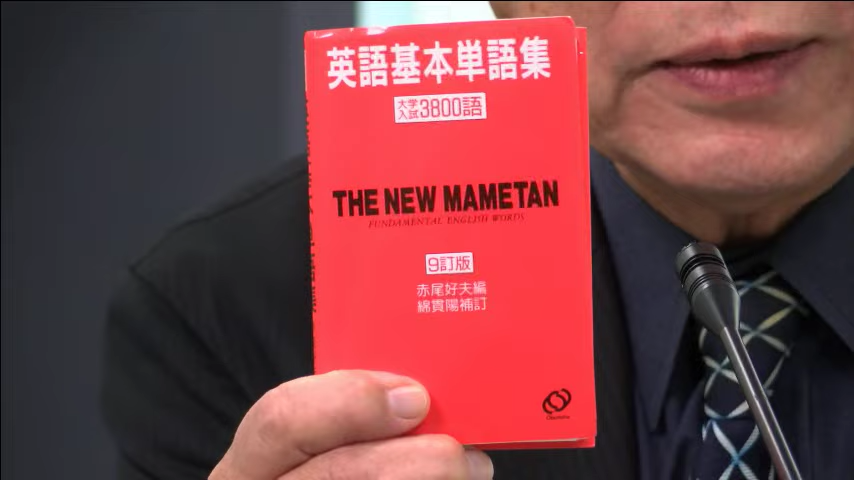 英語基本単語集
大学入試3800語
THE NEW MAMETAN
FUNDAMENTAL ENGLISH WORDS
9訂版
赤尾好夫編
綿貫陽補訂